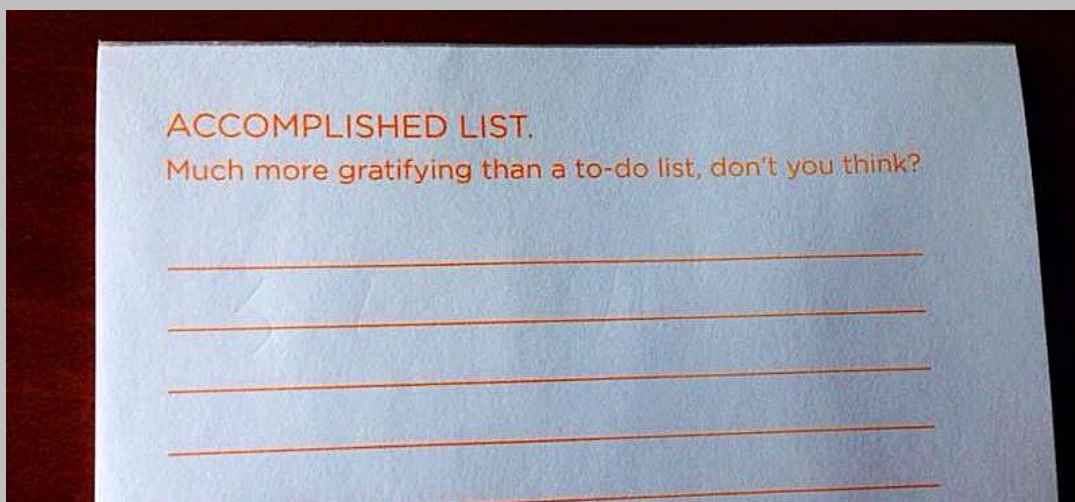 ACCOMPLISHED LIST.
Much more gratifying than a to-do list, don't you think?